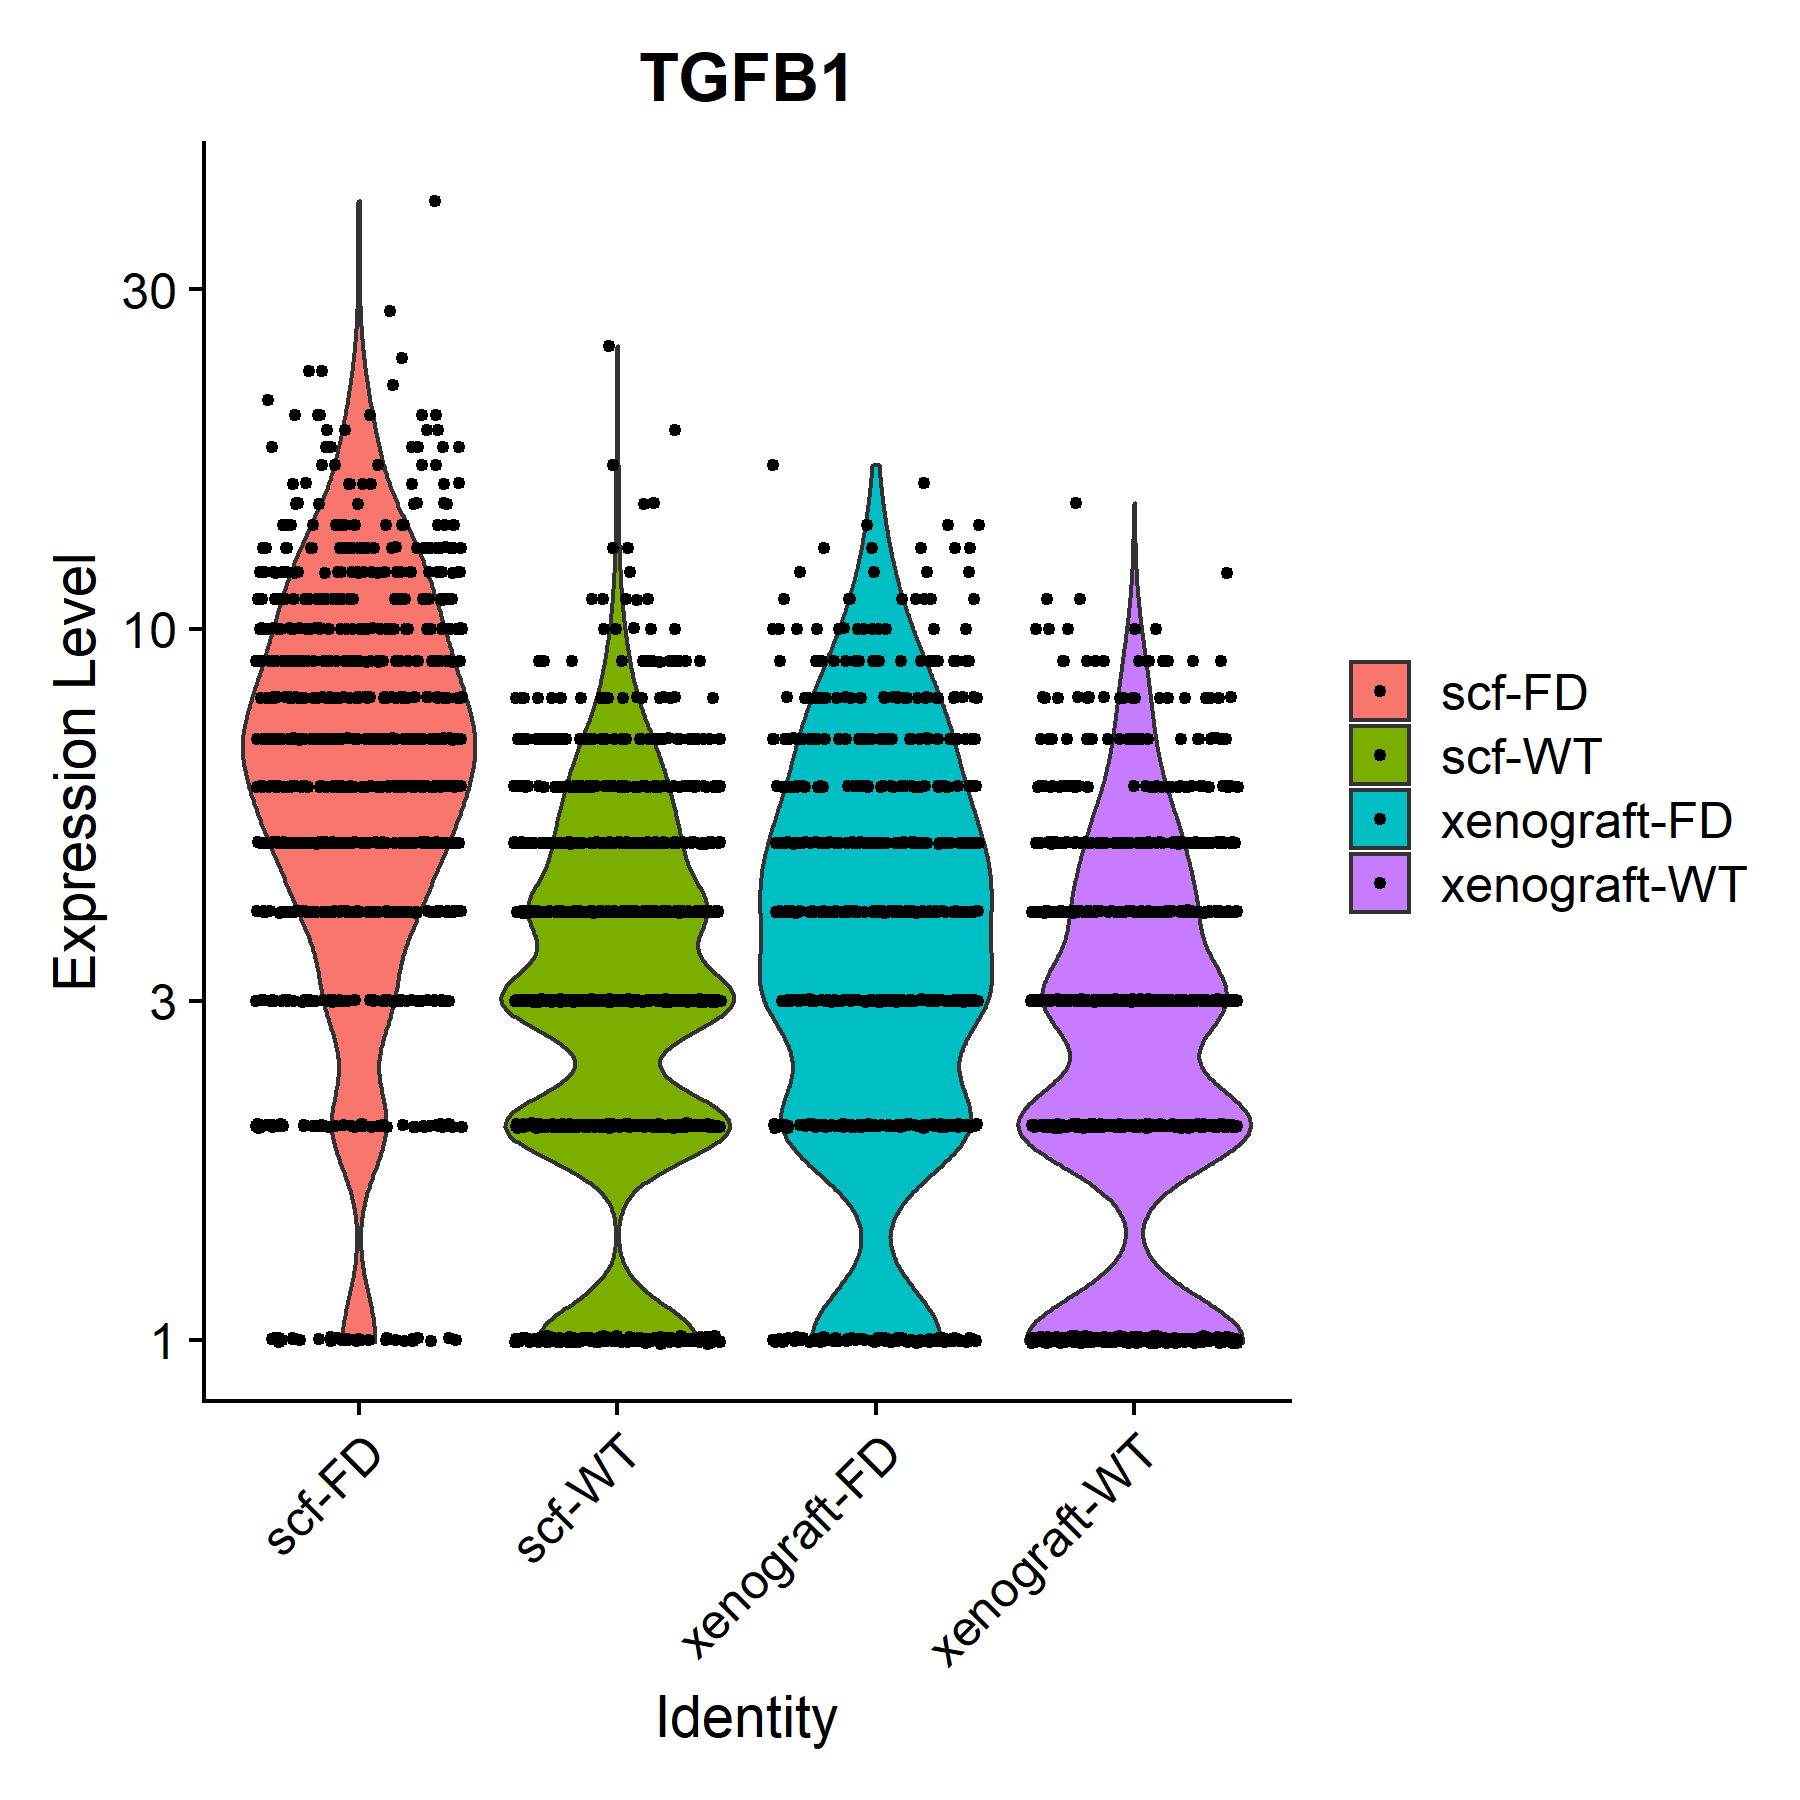 TGFB1
Expression Level
30
10
3
1
scf-FD
scf-WT
xenograft-FD
xenograft-WT
Identity
scf-FD
scf-WT
xenograft-FD
xenograft-WT